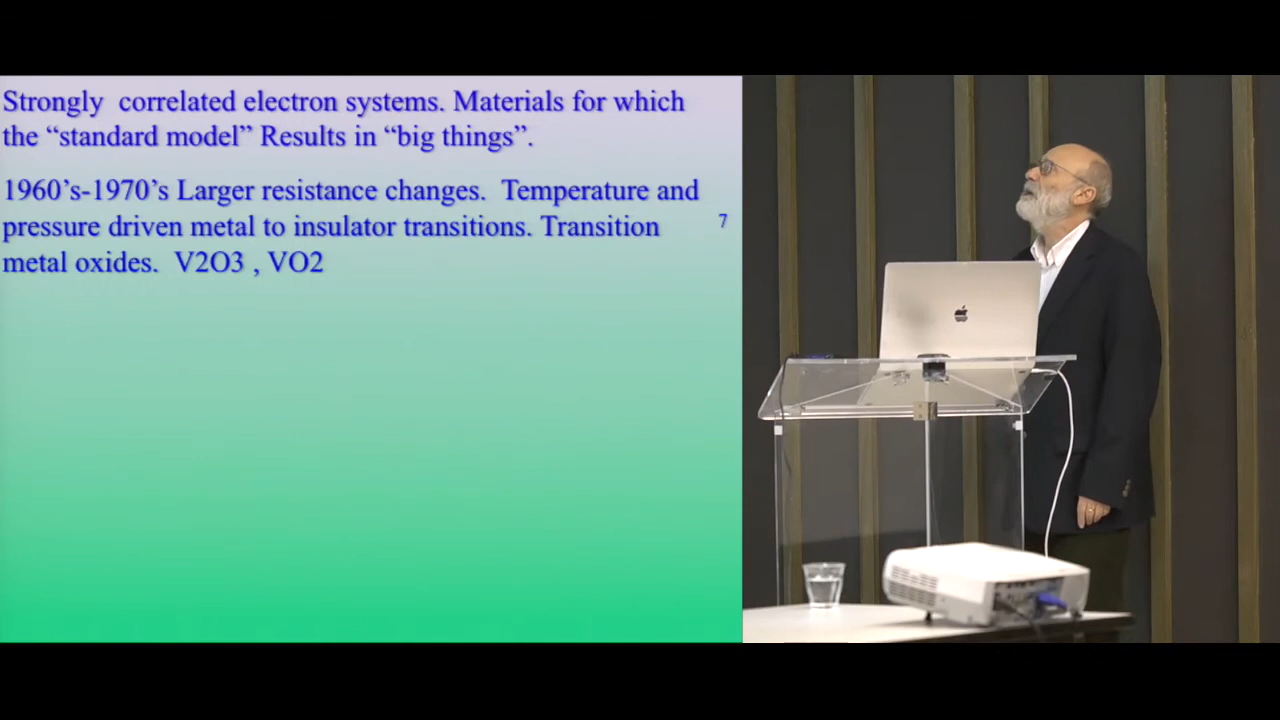 Strongly  correlated electron systems. Materials for which
the “standard model” Results in “big things”.
1960’s-1970’s Larger resistance changes.  Temperature and
pressure driven metal to insulator transitions. Transition
metal oxides.  V2O3 , VO2
7